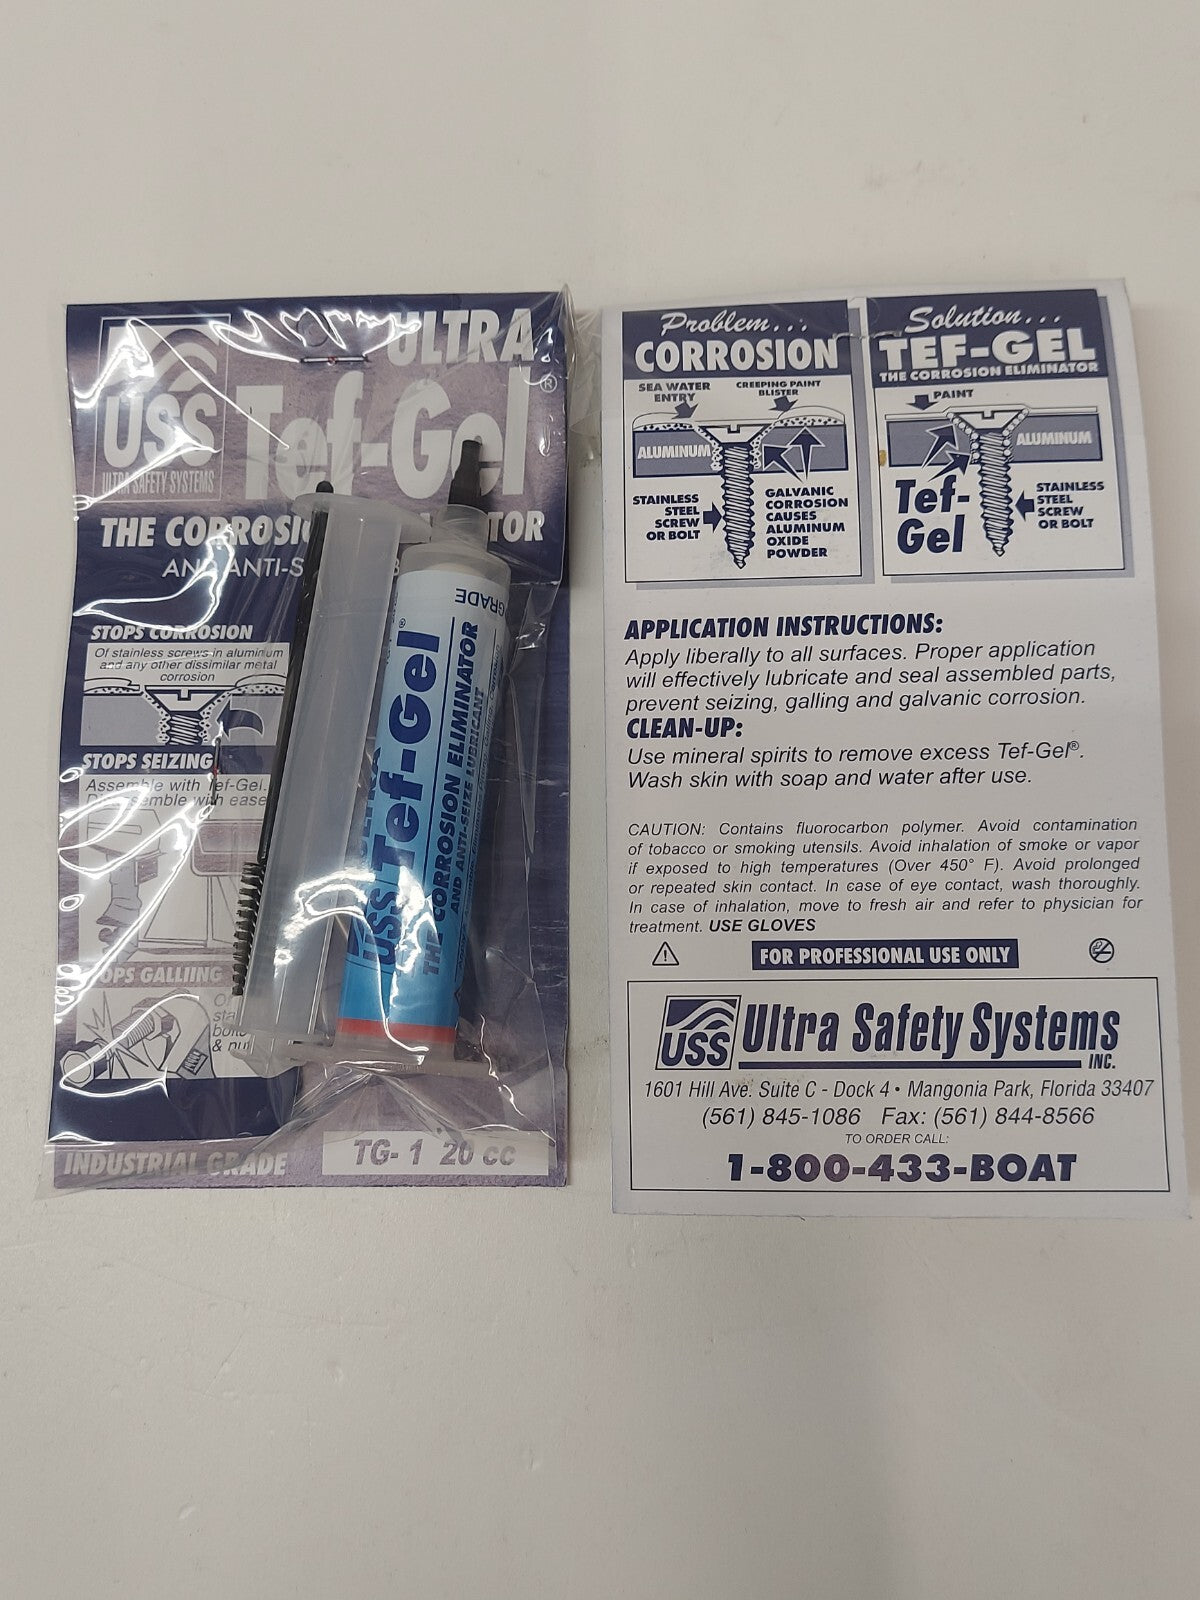 ULTRA
Tef-Gel®
USS
ULTRA SAFETY SYSTEMS
THE CORROSION TOR
AND ANTI-S
STOPS CORROSION
Of stainless screws in aluminum
and any other dissimilar metal
corrosion
STOPS SEIZING
Assemble with Tef-Gel.
Disassemble with ease
OPS GALLING
INDUSTRIAL GRADE
TG- 1 20 cc
GRADE
USS Tef-Gel®
THE CORROSION ELIMINATOR
AND ANTI-SEIZE LUBRICANT
Problem...
CORROSION
SEA WATER
ENTRY
CREEPING PAINT
BLISTER
ALUMINUM
STAINLESS
STEEL
SCREW
OR BOLT
GALVANIC
CORROSION
CAUSES
ALUMINUM
OXIDE
POWDER
Solution...
TEF-GEL
THE CORROSION ELIMINATOR
PAINT
ALUMINUM
Tef-
Gel
STAINLESS
STEEL
SCREW
OR BOLT
APPLICATION INSTRUCTIONS:
Apply liberally to all surfaces. Proper application
will effectively lubricate and seal assembled parts,
prevent seizing, galling and galvanic corrosion.
CLEAN-UP:
Use mineral spirits to remove excess Tef-Gel®.
Wash skin with soap and water after use.
CAUTION: Contains fluorocarbon polymer. Avoid contamination
of tobacco or smoking utensils. Avoid inhalation of smoke or vapor
if exposed to high temperatures (Over 450° F). Avoid prolonged
or repeated skin contact. In case of eye contact, wash thoroughly.
In case of inhalation, move to fresh air and refer to physician for
treatment. USE GLOVES
FOR PROFESSIONAL USE ONLY
USS
Ultra Safety Systems
INC.
1601 Hill Ave. Suite C - Dock 4 • Mangonia Park, Florida 33407
(561) 845-1086 Fax: (561) 844-8566
TO ORDER CALL:
1-800-433-BOAT